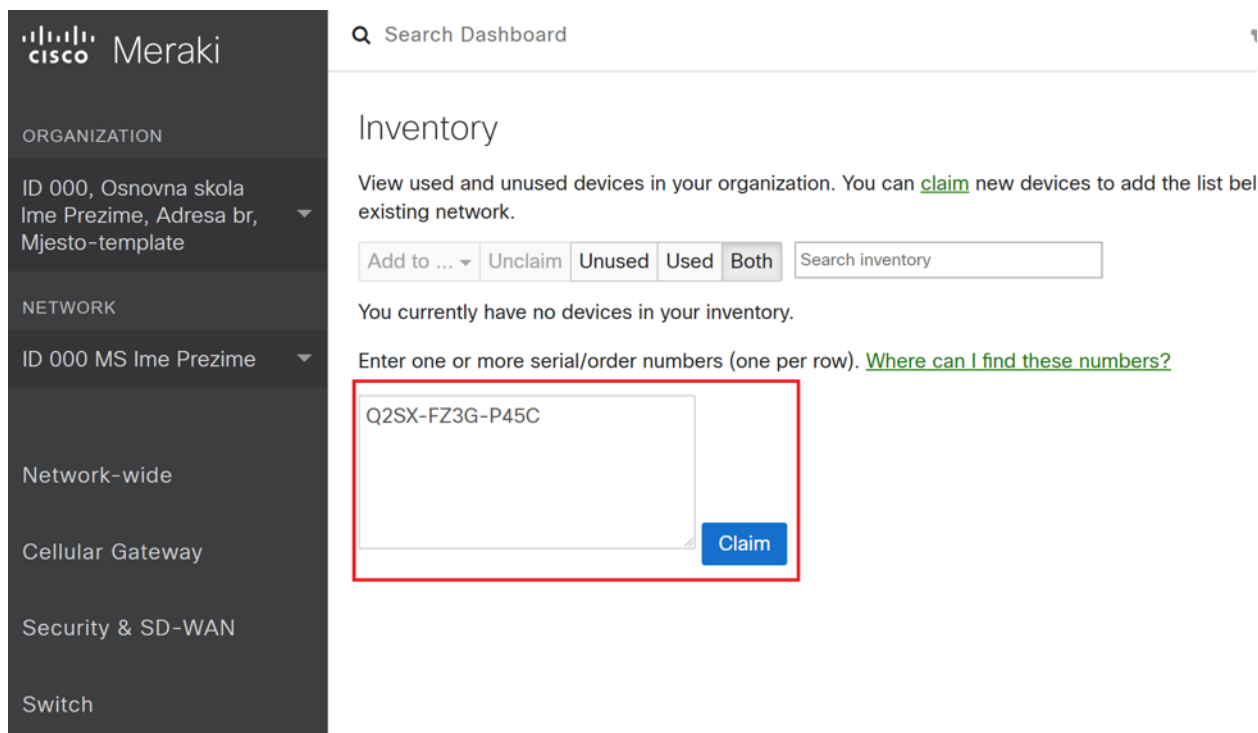 cisco Meraki
Search Dashboard
ORGANIZATION
ID 000, Osnovna skola
Ime Prezime, Adresa br,
Mjesto-template
NETWORK
ID 000 MS Ime Prezime
Network-wide
Cellular Gateway
Security & SD-WAN
Switch
Inventory
View used and unused devices in your organization. You can claim new devices to add the list bel
existing network.
Add to ... Unclaim Unused Used Both Search inventory
You currently have no devices in your inventory.
Enter one or more serial/order numbers (one per row). Where can I find these numbers?
Q2SX-FZ3G-P45C
Claim